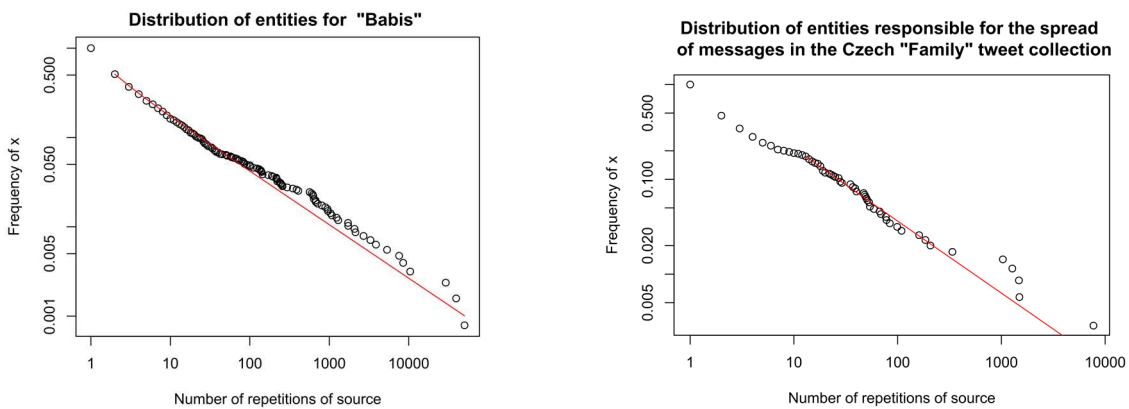 Distribution of entities for "Babis"
Frequency of x
0.500
0.050
0.005
0.001
1 10 100 1000 10000
Number of repetitions of source
Distribution of entities responsible for the spread
of messages in the Czech "Family" tweet collection
Frequency of x
0.500
0.100
0.020
0.005
1 10 100 1000 10000
Number of repetitions of source